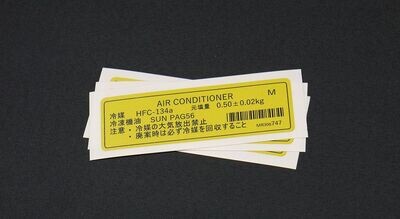 AIR CONDITIONER M
冷媒 HFC-134a 充填量 0.50±0.02kg
冷凍機油 SUN PAG56
注意・冷媒の大気放出禁止
・廃棄時は必ず冷媒を回収すること
MR306747